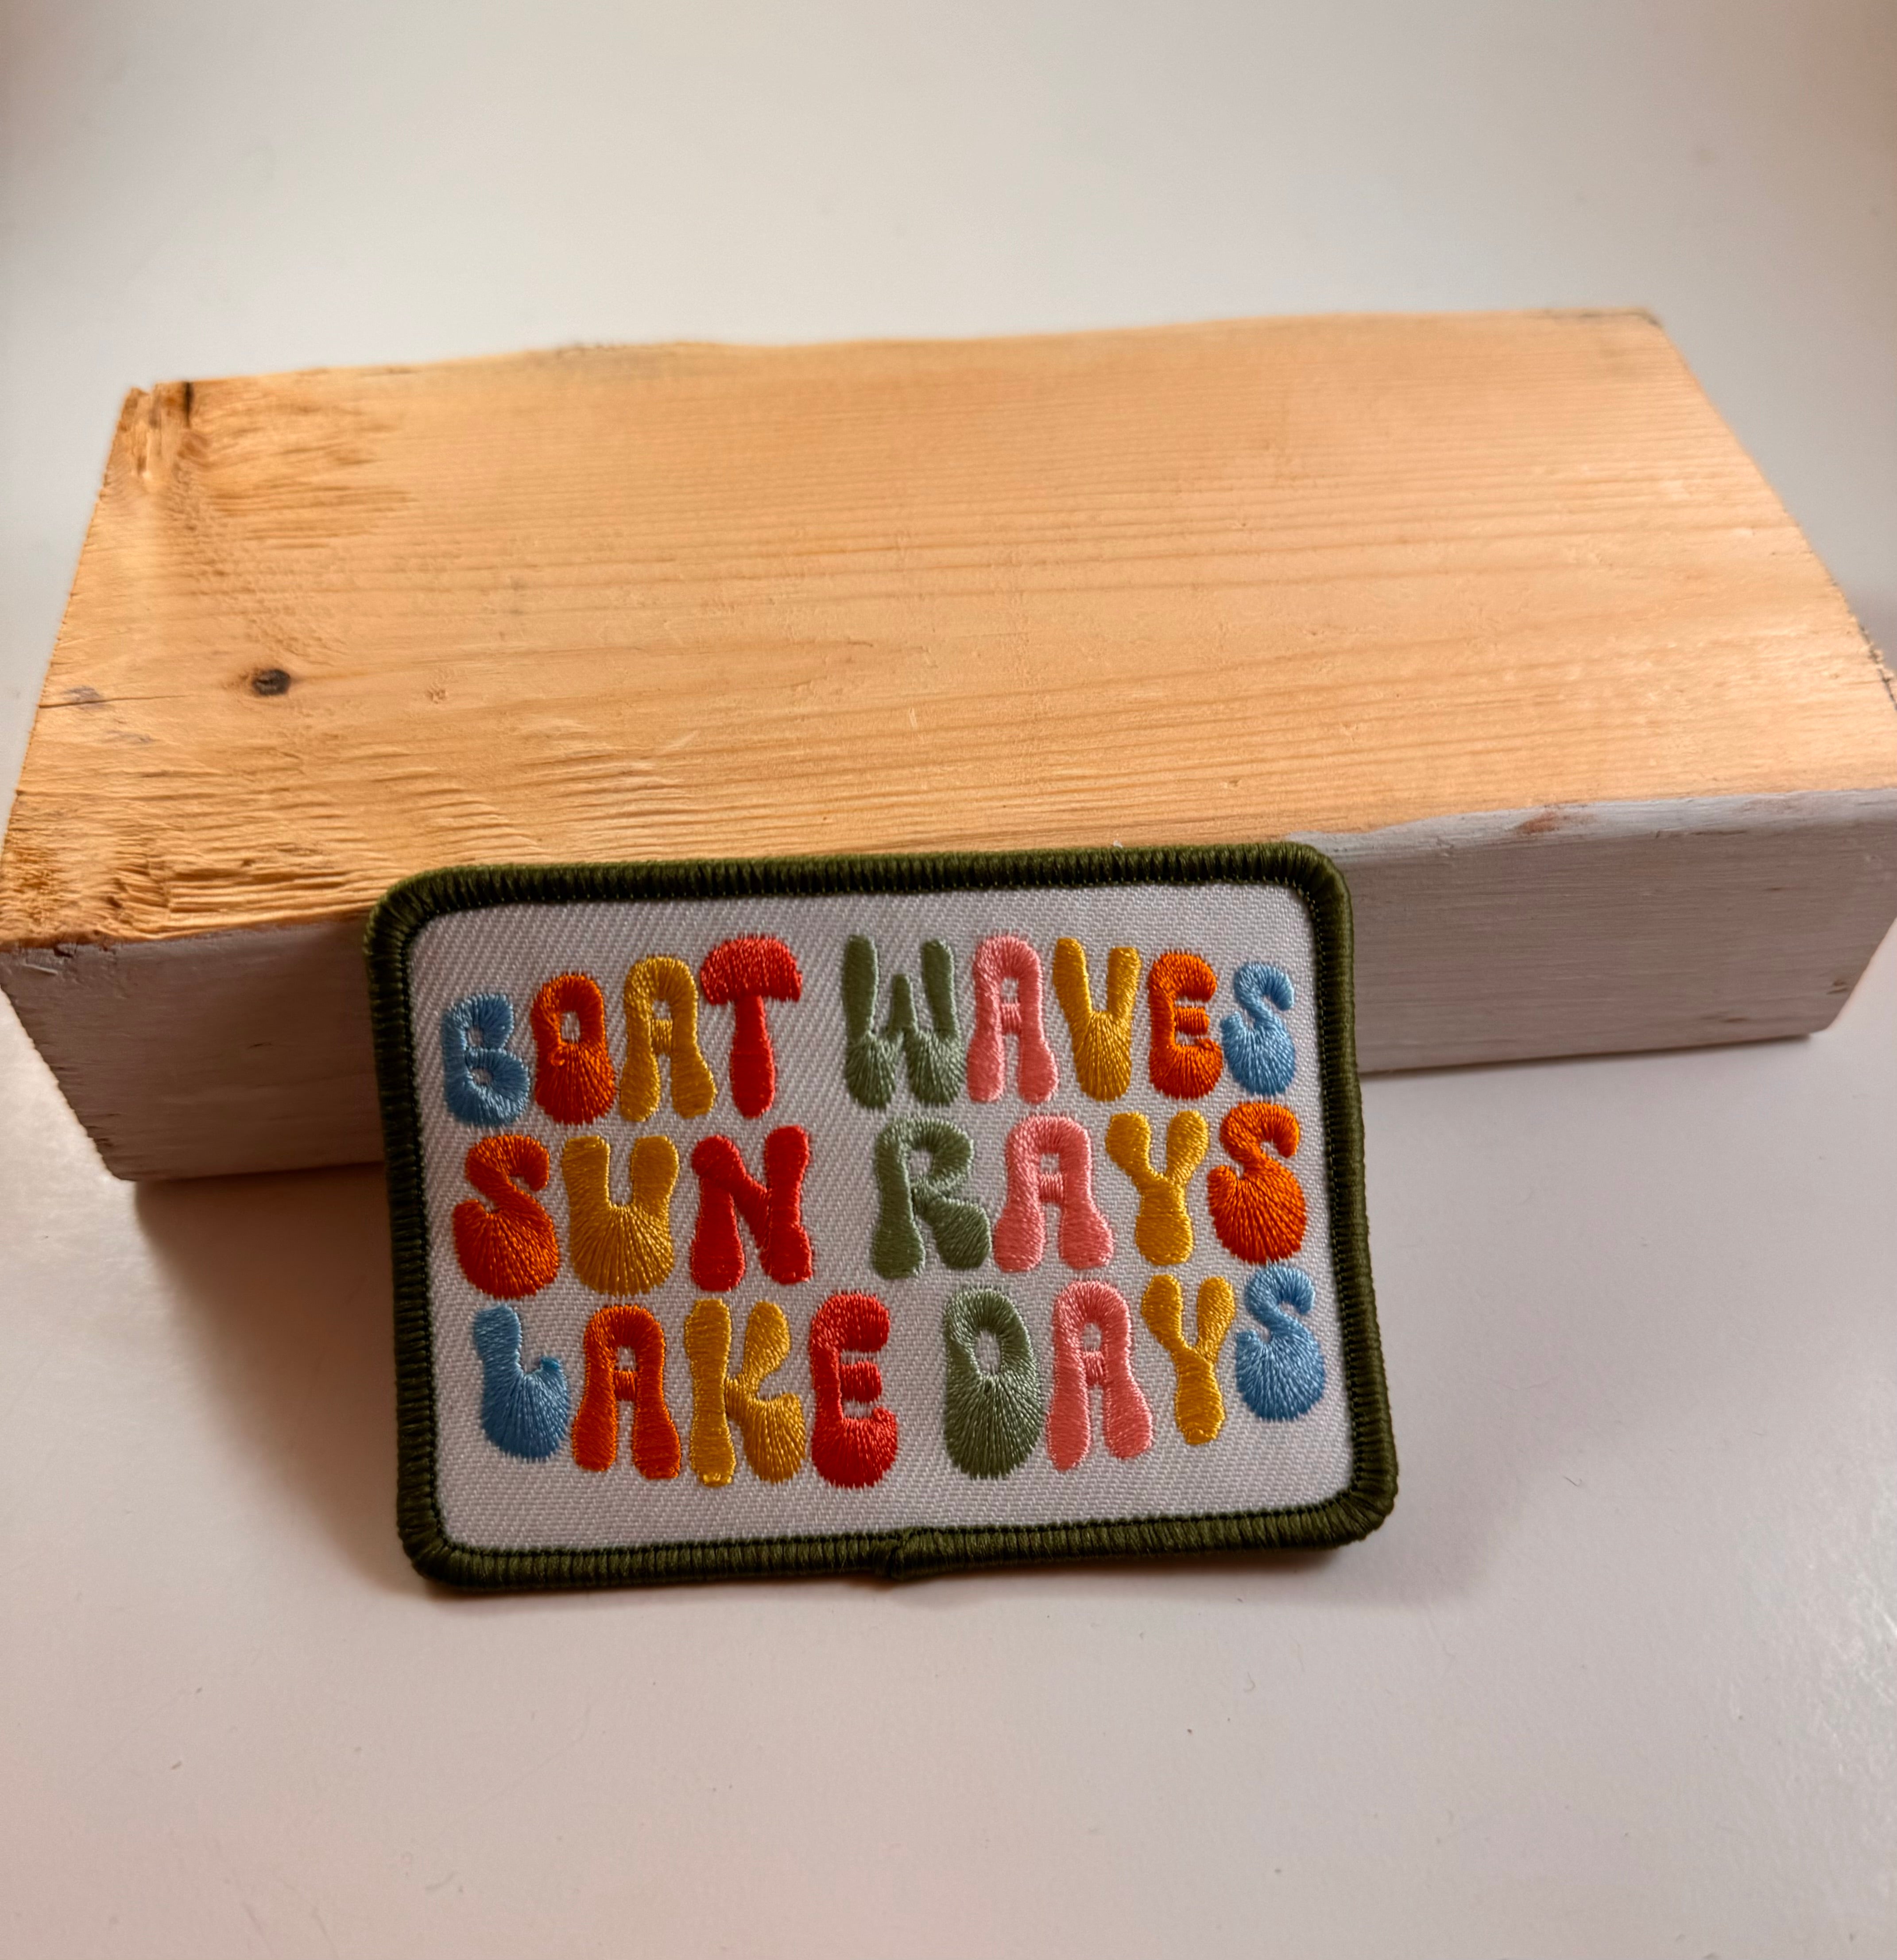 BOAT WAVES
SUN RAYS
LAKE DAYS